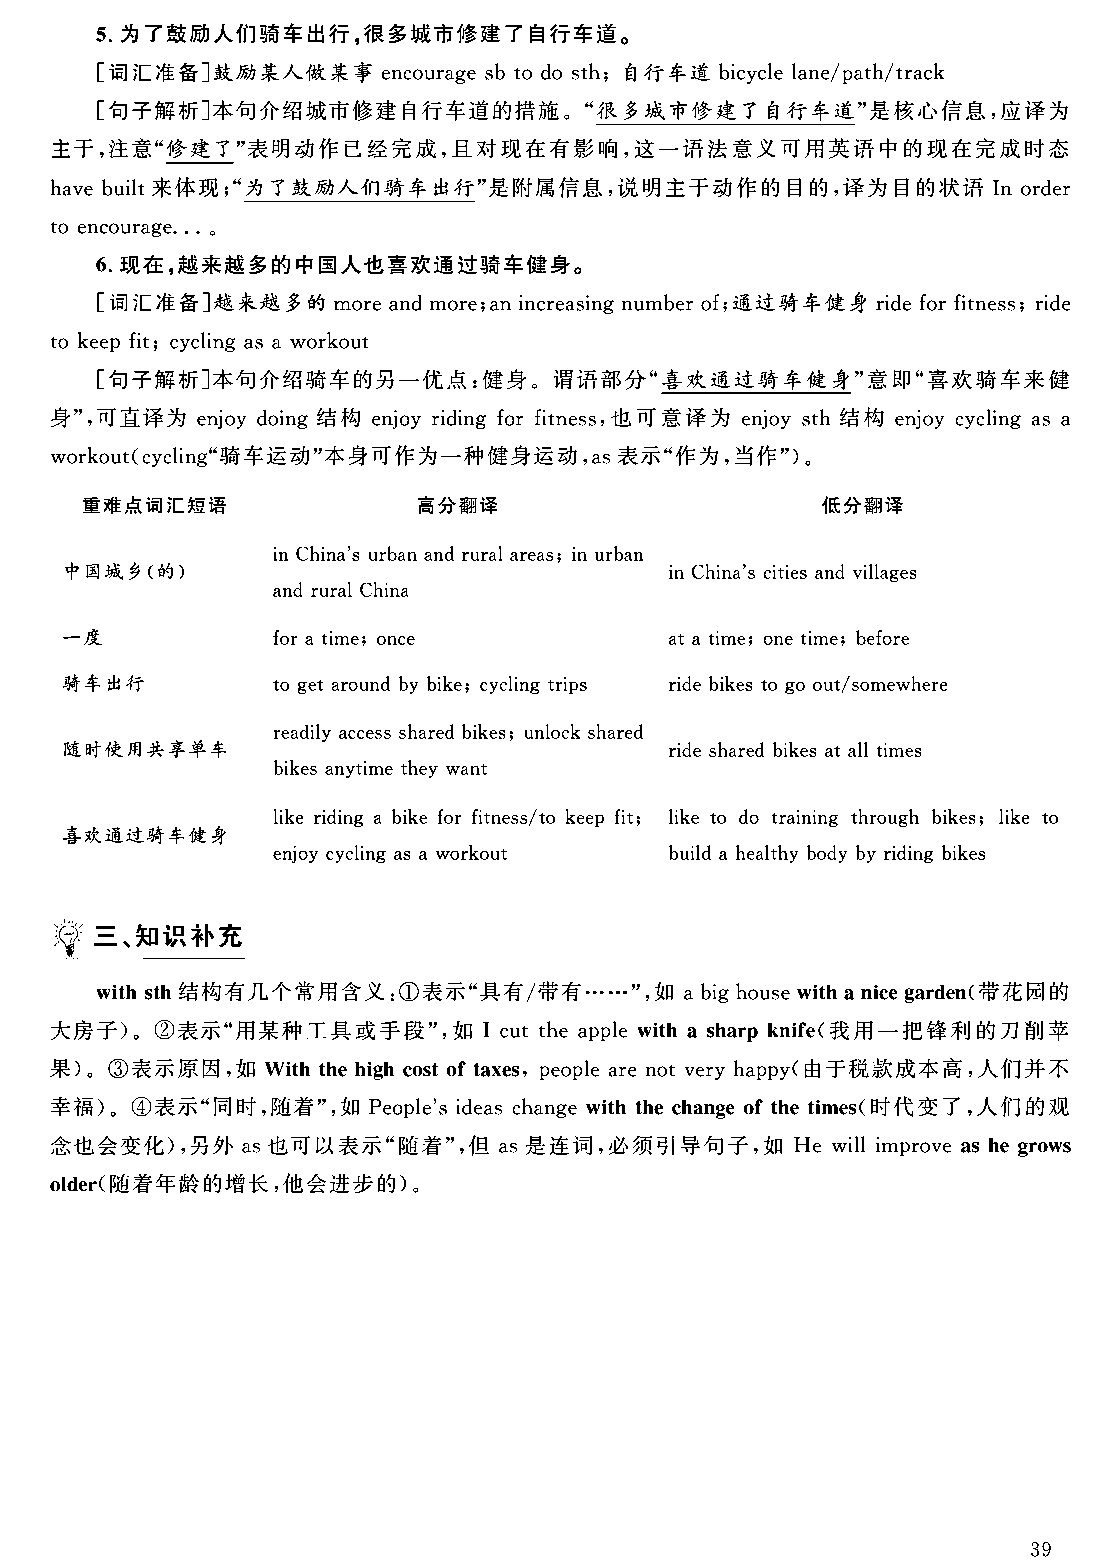 5. 为了鼓励人们骑车出行,很多城市修建了自行车道。
[词汇准备]鼓励某人做某事 encourage sb to do sth; 自行车道 bicycle lane/path/track
[句子解析]本句介绍城市修建自行车道的措施。“很多城市修建了自行车道”是核心信息,应译为
主于,注意“修建了”表明动作已经完成,且对现在有影响,这一语法意义可用英语中的现在完成时态
have built 来体现;“为了鼓励人们骑车出行”是附属信息,说明主于动作的目的,译为目的状语 In order
to encourage...。
6. 现在,越来越多的中国人也喜欢通过骑车健身。
[词汇准备]越来越多的 more and more;an increasing number of;通过骑车健身 ride for fitness; ride
to keep fit; cycling as a workout
[句子解析]本句介绍骑车的另一优点:健身。谓语部分“喜欢通过骑车健身”意即“喜欢骑车来健
身”,可直译为 enjoy doing 结构 enjoy riding for fitness,也可意译为 enjoy sth 结构 enjoy cycling as a
workout(cycling“骑车运动”本身可作为一种健身运动,as 表示“作为,当作”)。
重难点词汇短语 高分翻译 低分翻译
中国城乡(的) in China's urban and rural areas; in urban and rural China in China's cities and villages
一度 for a time; once at a time; one time; before
骑车出行 to get around by bike; cycling trips ride bikes to go out/somewhere
随时使用共享单车 readily access shared bikes; unlock shared bikes anytime they want ride shared bikes at all times
喜欢通过骑车健身 like riding a bike for fitness/to keep fit; enjoy cycling as a workout like to do training through bikes; like to build a healthy body by riding bikes
三、知识补充
with sth 结构有几个常用含义:①表示“具有/带有……”,如 a big house with a nice garden(带花园的
大房子)。②表示“用某种工具或手段”,如 I cut the apple with a sharp knife(我用一把锋利的刀削苹
果)。③表示原因,如 With the high cost of taxes, people are not very happy(由于税款成本高,人们并不
幸福)。④表示“同时,随着”,如 People's ideas change with the change of the times(时代变了,人们的观
念也会变化),另外 as 也可以表示“随着”,但 as 是连词,必须引导句子,如 He will improve as he grows
older(随着年龄的增长,他会进步的)。
39